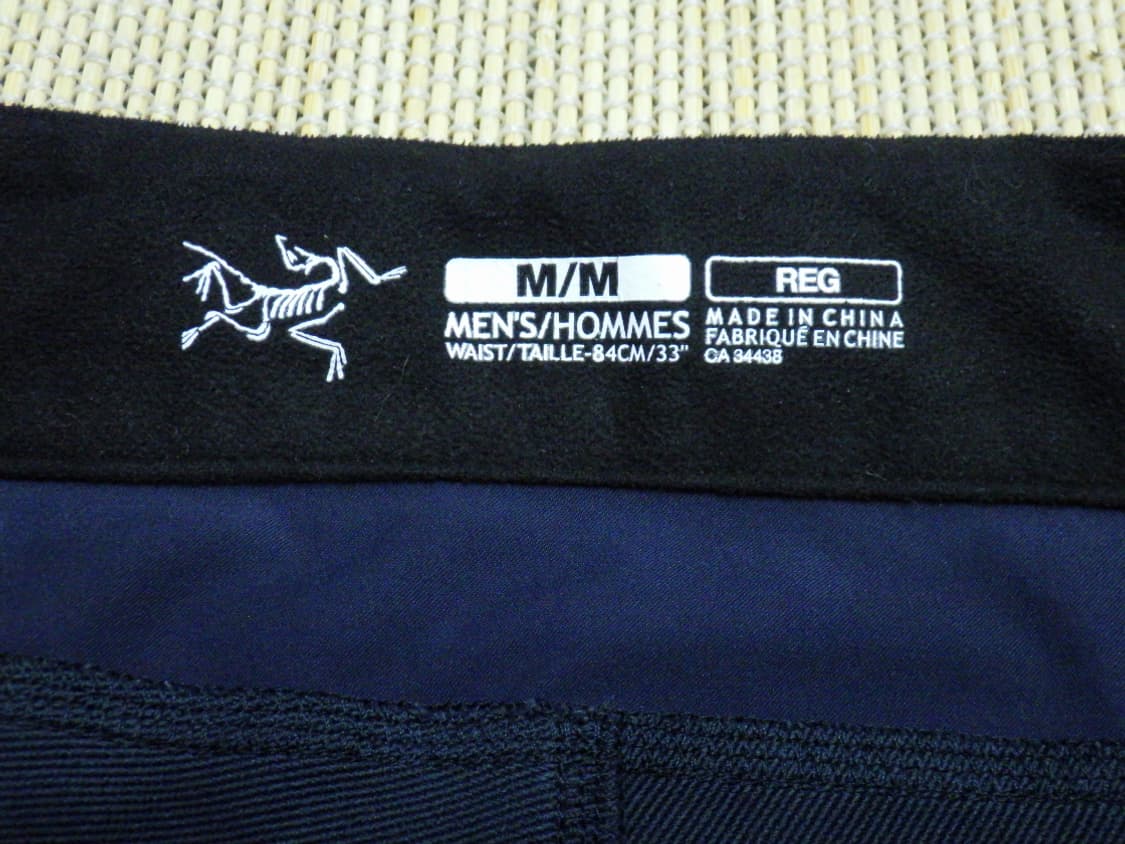 M/M
MEN'S/HOMMES
WAIST/TAILLE-84CM/33"
REG
MADE IN CHINA
FABRIQUÉ EN CHINE
CA 34438